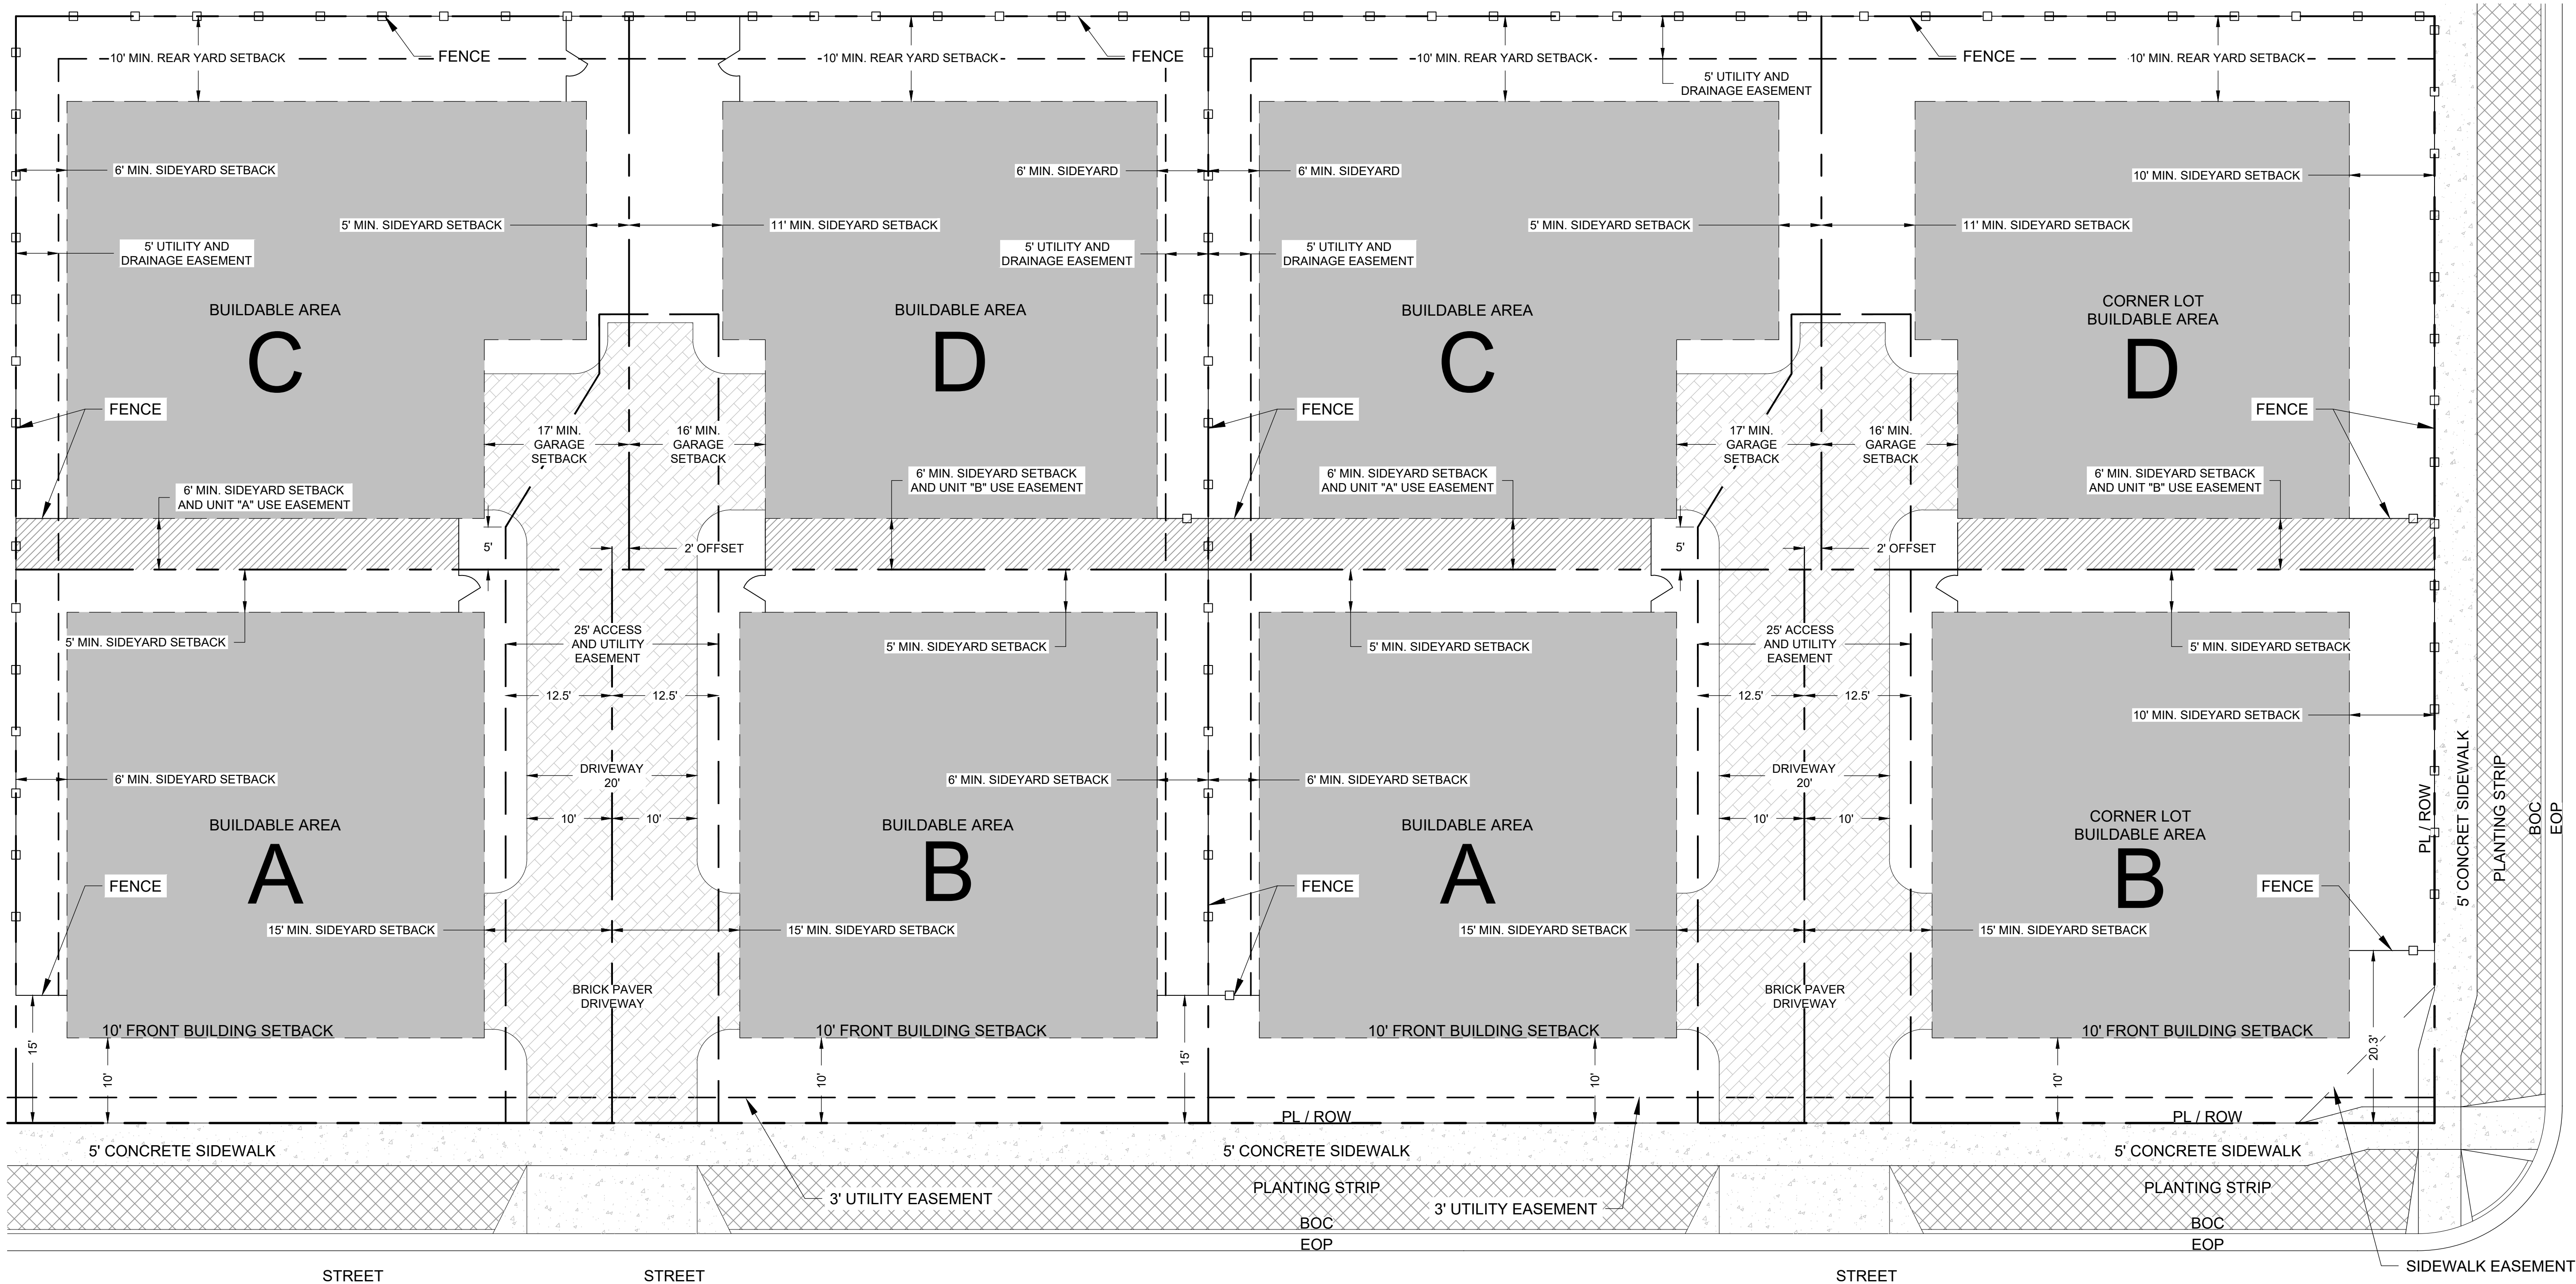 10' MIN. REAR YARD SETBACK
FENCE
10' MIN. REAR YARD SETBACK
FENCE
10' MIN. REAR YARD SETBACK
5' UTILITY AND
DRAINAGE EASEMENT
FENCE
10' MIN. REAR YARD SETBACK
6' MIN. SIDEYARD SETBACK
6' MIN. SIDEYARD
6' MIN. SIDEYARD
10' MIN. SIDEYARD SETBACK
5' MIN. SIDEYARD SETBACK
11' MIN. SIDEYARD SETBACK
5' MIN. SIDEYARD SETBACK
11' MIN. SIDEYARD SETBACK
5' UTILITY AND
DRAINAGE EASEMENT
5' UTILITY AND
DRAINAGE EASEMENT
5' UTILITY AND
DRAINAGE EASEMENT
BUILDABLE AREA
C
BUILDABLE AREA
D
BUILDABLE AREA
C
CORNER LOT
BUILDABLE AREA
D
FENCE
FENCE
FENCE
17' MIN.
GARAGE
SETBACK
16' MIN.
GARAGE
SETBACK
17' MIN.
GARAGE
SETBACK
16' MIN.
GARAGE
SETBACK
6' MIN. SIDEYARD SETBACK
AND UNIT "A" USE EASEMENT
6' MIN. SIDEYARD SETBACK
AND UNIT "B" USE EASEMENT
6' MIN. SIDEYARD SETBACK
AND UNIT "A" USE EASEMENT
6' MIN. SIDEYARD SETBACK
AND UNIT "B" USE EASEMENT
5'
2' OFFSET
5'
2' OFFSET
5' MIN. SIDEYARD SETBACK
25' ACCESS
AND UTILITY
EASEMENT
5' MIN. SIDEYARD SETBACK
5' MIN. SIDEYARD SETBACK
25' ACCESS
AND UTILITY
EASEMENT
5' MIN. SIDEYARD SETBACK
12.5'
12.5'
12.5'
12.5'
10' MIN. SIDEYARD SETBACK
6' MIN. SIDEYARD SETBACK
DRIVEWAY
20'
6' MIN. SIDEYARD SETBACK
6' MIN. SIDEYARD SETBACK
DRIVEWAY
20'
10'
10'
10'
10'
BUILDABLE AREA
A
BUILDABLE AREA
B
BUILDABLE AREA
A
CORNER LOT
BUILDABLE AREA
B
PL / ROW
5' CONCRET SIDEWALK
PLANTING STRIP
BOC
EOP
FENCE
FENCE
FENCE
15' MIN. SIDEYARD SETBACK
15' MIN. SIDEYARD SETBACK
15' MIN. SIDEYARD SETBACK
15' MIN. SIDEYARD SETBACK
BRICK PAVER
DRIVEWAY
BRICK PAVER
DRIVEWAY
10' FRONT BUILDING SETBACK
10' FRONT BUILDING SETBACK
10' FRONT BUILDING SETBACK
10' FRONT BUILDING SETBACK
15'
10'
10'
15'
10'
10'
20.3'
PL / ROW
PL / ROW
5' CONCRETE SIDEWALK
5' CONCRETE SIDEWALK
5' CONCRETE SIDEWALK
3' UTILITY EASEMENT
PLANTING STRIP
3' UTILITY EASEMENT
PLANTING STRIP
BOC
BOC
EOP
EOP
SIDEWALK EASEMENT
STREET
STREET
STREET